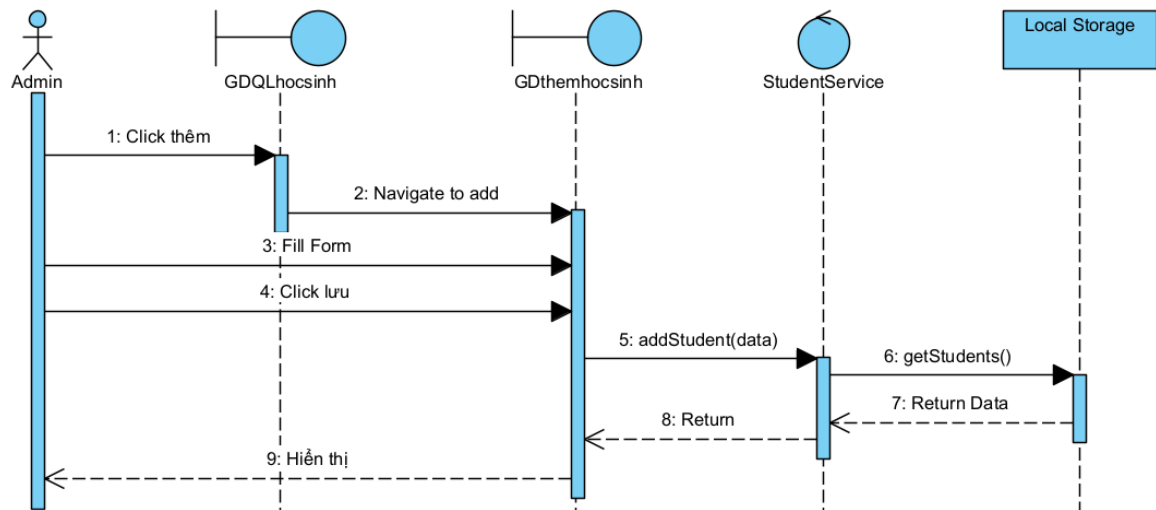 Admin
GDQLhocsinh
GDthemhocsinh
StudentService
Local Storage
1: Click thêm
2: Navigate to add
3: Fill Form
4: Click lưu
5: addStudent(data)
6: getStudents()
7: Return Data
8: Return
9: Hiển thị